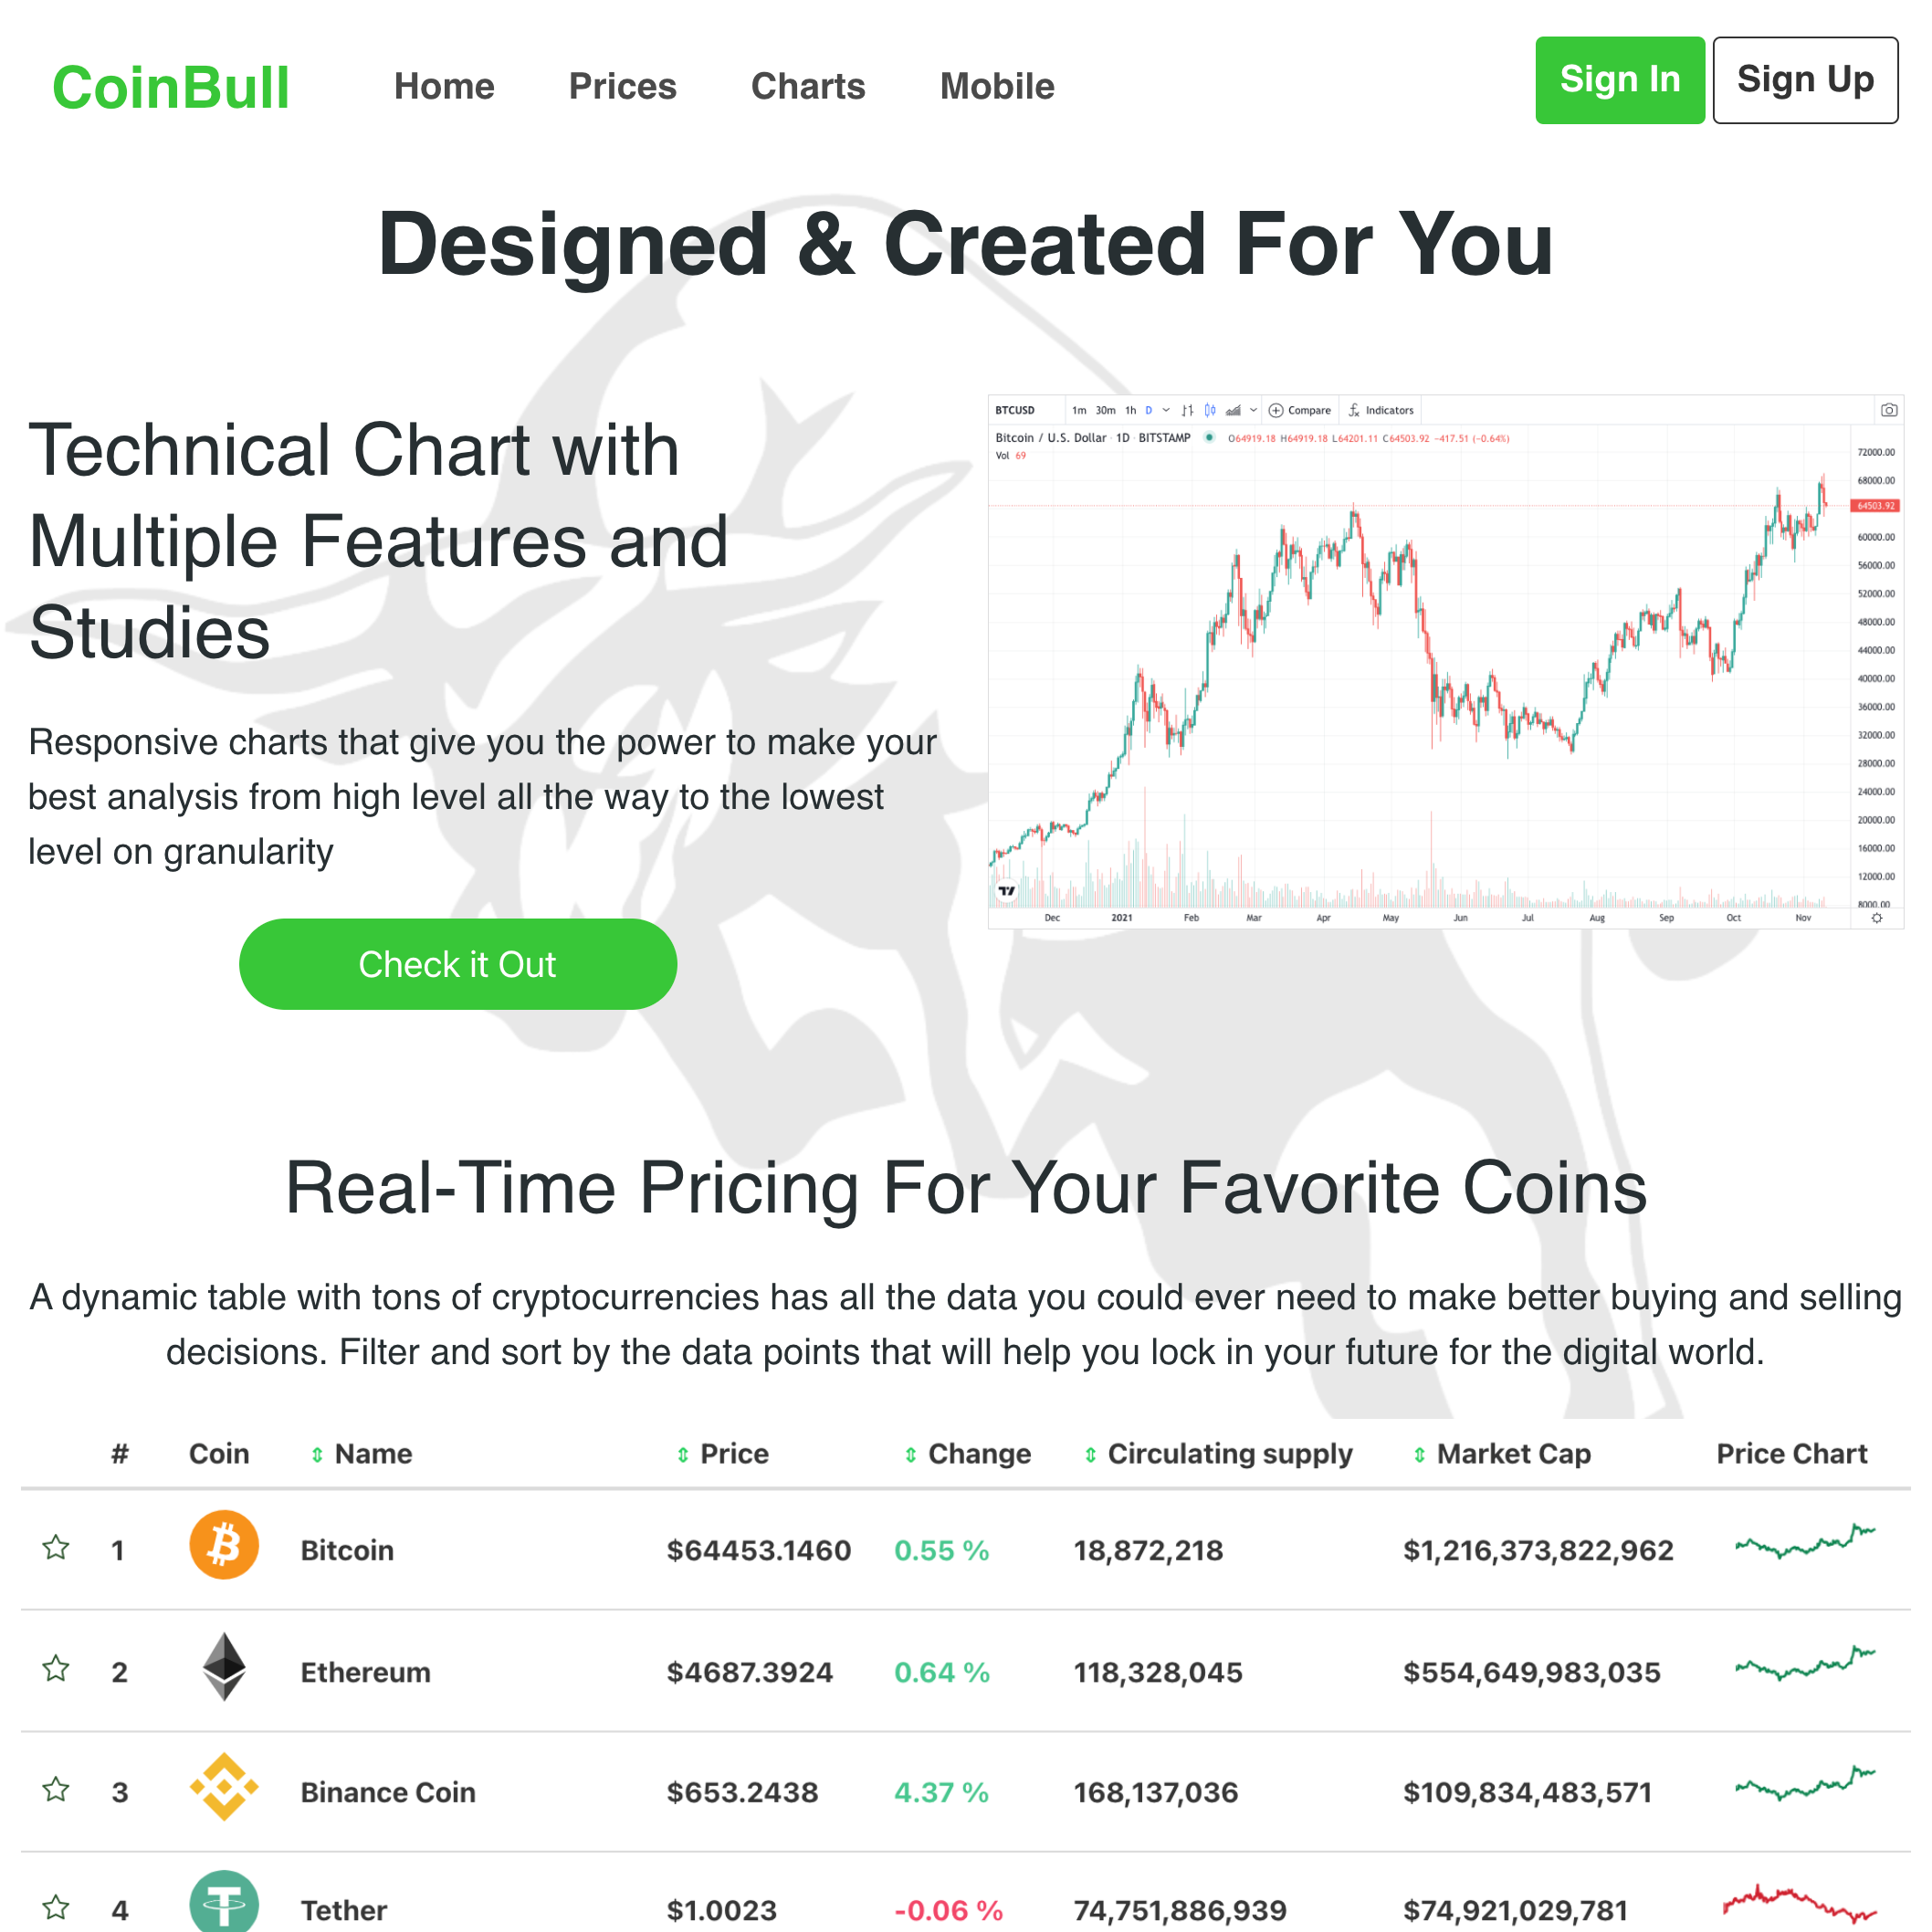 CoinBull Home Prices Charts Mobile Sign In Sign Up
Designed & Created For You
Technical Chart with
Multiple Features and
Studies
Responsive charts that give you the power to make your
best analysis from high level all the way to the lowest
level on granularity
Check it Out
BTCUSD 1m 30m 1h D Compare Indicators
Bitcoin / U.S. Dollar · 1D · BITSTAMP O64919.18 H64919.18 L64201.11 C64503.92 −417.51 (−0.64%)
Vol 69
72000.00
68000.00
64503.92
60000.00
56000.00
52000.00
48000.00
44000.00
40000.00
36000.00
32000.00
28000.00
24000.00
20000.00
16000.00
12000.00
8000.00
Dec 2021 Feb Mar Apr May Jun Jul Aug Sep Oct Nov
Real-Time Pricing For Your Favorite Coins
A dynamic table with tons of cryptocurrencies has all the data you could ever need to make better buying and selling
decisions. Filter and sort by the data points that will help you lock in your future for the digital world.
# Coin Name Price Change Circulating supply Market Cap Price Chart
1 Bitcoin $64453.1460 0.55 % 18,872,218 $1,216,373,822,962
2 Ethereum $4687.3924 0.64 % 118,328,045 $554,649,983,035
3 Binance Coin $653.2438 4.37 % 168,137,036 $109,834,483,571
4 Tether $1.0023 -0.06 % 74,751,886,939 $74,921,029,781